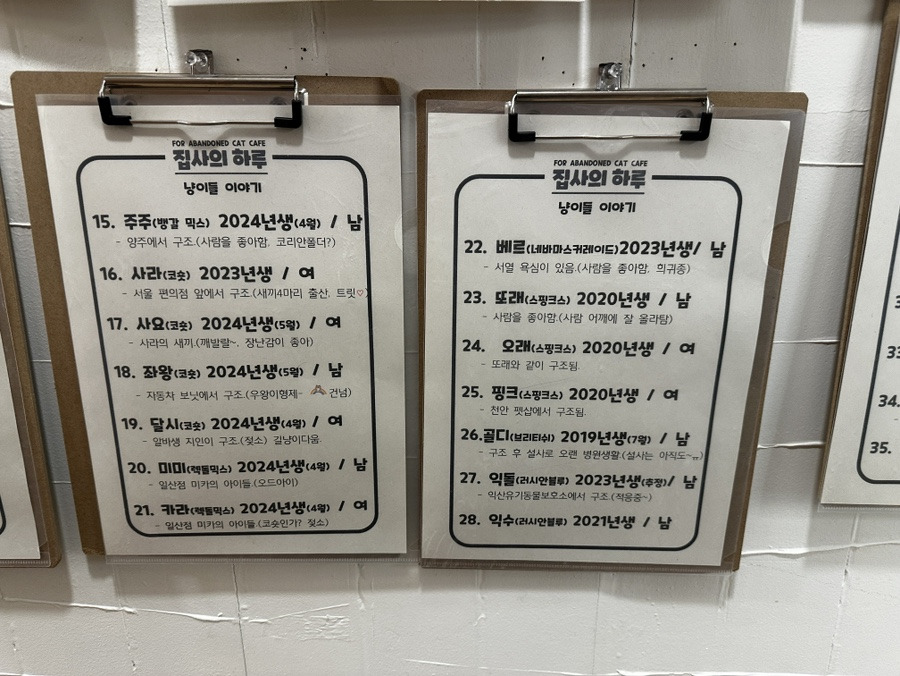 FOR ABANDONED CAT CAFE
집사의 하루
냥이들 이야기
15. 주주(뱅갈 믹스) 2024년생(4월) / 남
- 양주에서 구조.(사람을 좋아함. 코리안폴더?)
16. 사라(코숏) 2023년생 / 여
- 서울 편의점 앞에서 구조.(새끼4마리 출산. 트릿♡)
17. 사요(코숏) 2024년생(5월) / 여
- 사라의 새끼.(깨발랄~. 장난감이 좋아)
18. 좌왕(코숏) 2024년생(5월) / 남
- 자동차 보닛에서 구조.(우왕이형제- 건넘)
19. 달시(코숏) 2024년생(4월) / 여
- 알바생 지인이 구조.(젖소) 길냥이다움.
20. 미미(렉돌믹스) 2024년생(4월) / 남
- 일산점 미카의 아이들.(오드아이)
21. 카라(렉돌믹스) 2024년생(4월) / 여
- 일산점 미카의 아이들.(코숏인가? 젖소)
FOR ABANDONED CAT CAFE
집사의 하루
냥이들 이야기
22. 베르(네바마스커레이드)2023년생/ 남
- 서열 욕심이 있음.(사람을 좋아함. 희귀종)
23. 또래(스핑크스) 2020년생 / 남
- 사람을 좋아함.(사람 어깨에 잘 올라탐)
24. 오래(스핑크스) 2020년생 / 여
- 또래와 같이 구조됨.
25. 핑크(스핑크스) 2020년생 / 여
- 천안 펫샵에서 구조됨.
26.골디(브리티쉬) 2019년생(7월) / 남
- 구조 후 설사로 오랜 병원생활.(설사는 아직도~ㅠ)
27. 익돌(러시안블루) 2023년생(추정)/ 남
- 익산유기동물보호소에서 구조.(적응중~)
28. 익수(러시안블루) 2021년생 / 남
34.
35.